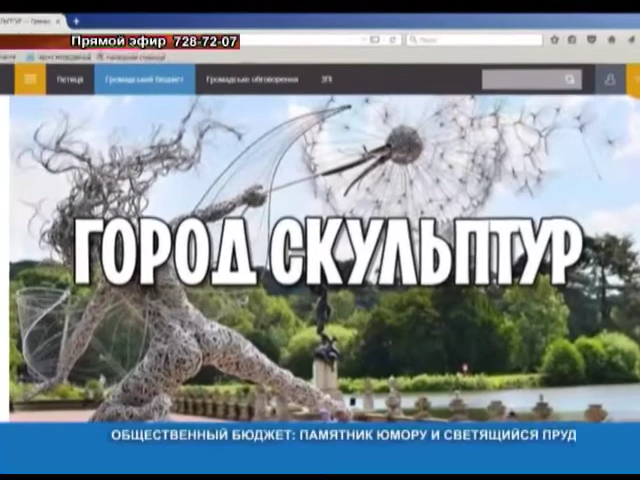 Прямой эфир 728-72-07
Петиції Громадський бюджет Громадське обговорення ЗПІ
ГОРОД СКУЛЬПТУР
ОБЩЕСТВЕННЫЙ БЮДЖЕТ: ПАМЯТНИК ЮМОРУ И СВЕТЯЩИЙСЯ ПРУД